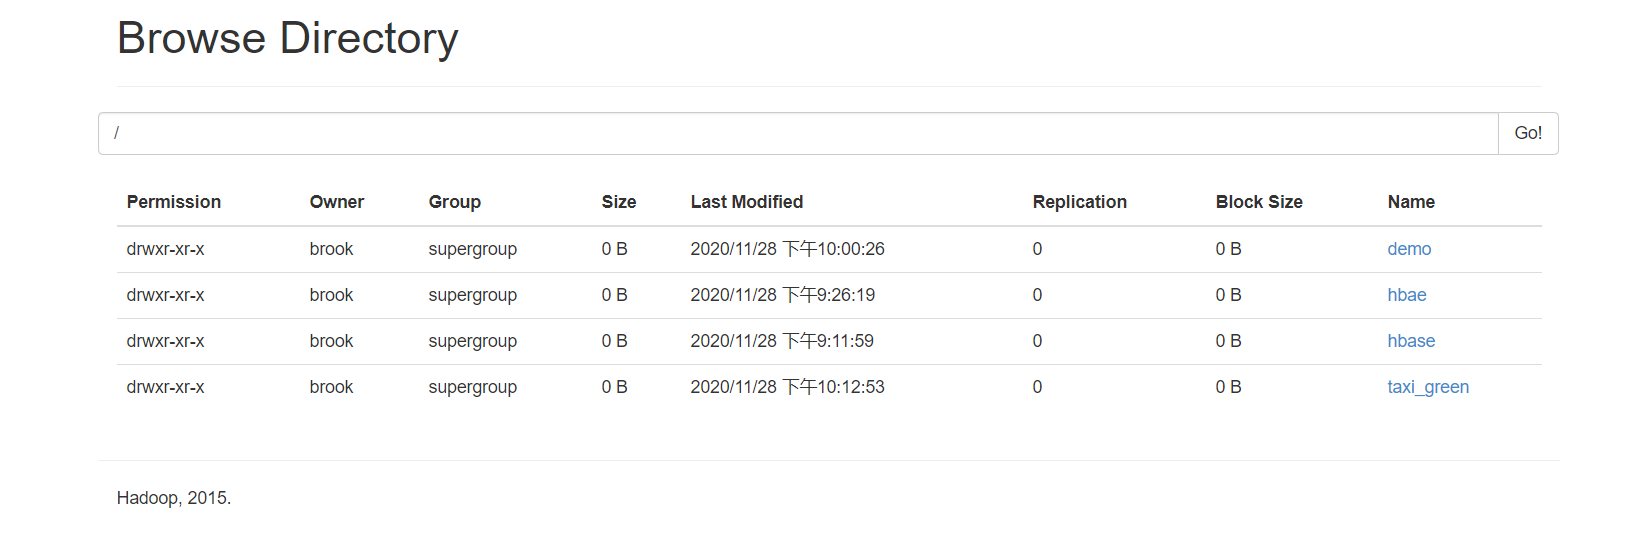 Browse Directory
/ Go!
Permission Owner Group Size Last Modified Replication Block Size Name
drwxr-xr-x brook supergroup 0 B 2020/11/28 下午10:00:26 0 0 B demo
drwxr-xr-x brook supergroup 0 B 2020/11/28 下午9:26:19 0 0 B hbae
drwxr-xr-x brook supergroup 0 B 2020/11/28 下午9:11:59 0 0 B hbase
drwxr-xr-x brook supergroup 0 B 2020/11/28 下午10:12:53 0 0 B taxi_green
Hadoop, 2015.